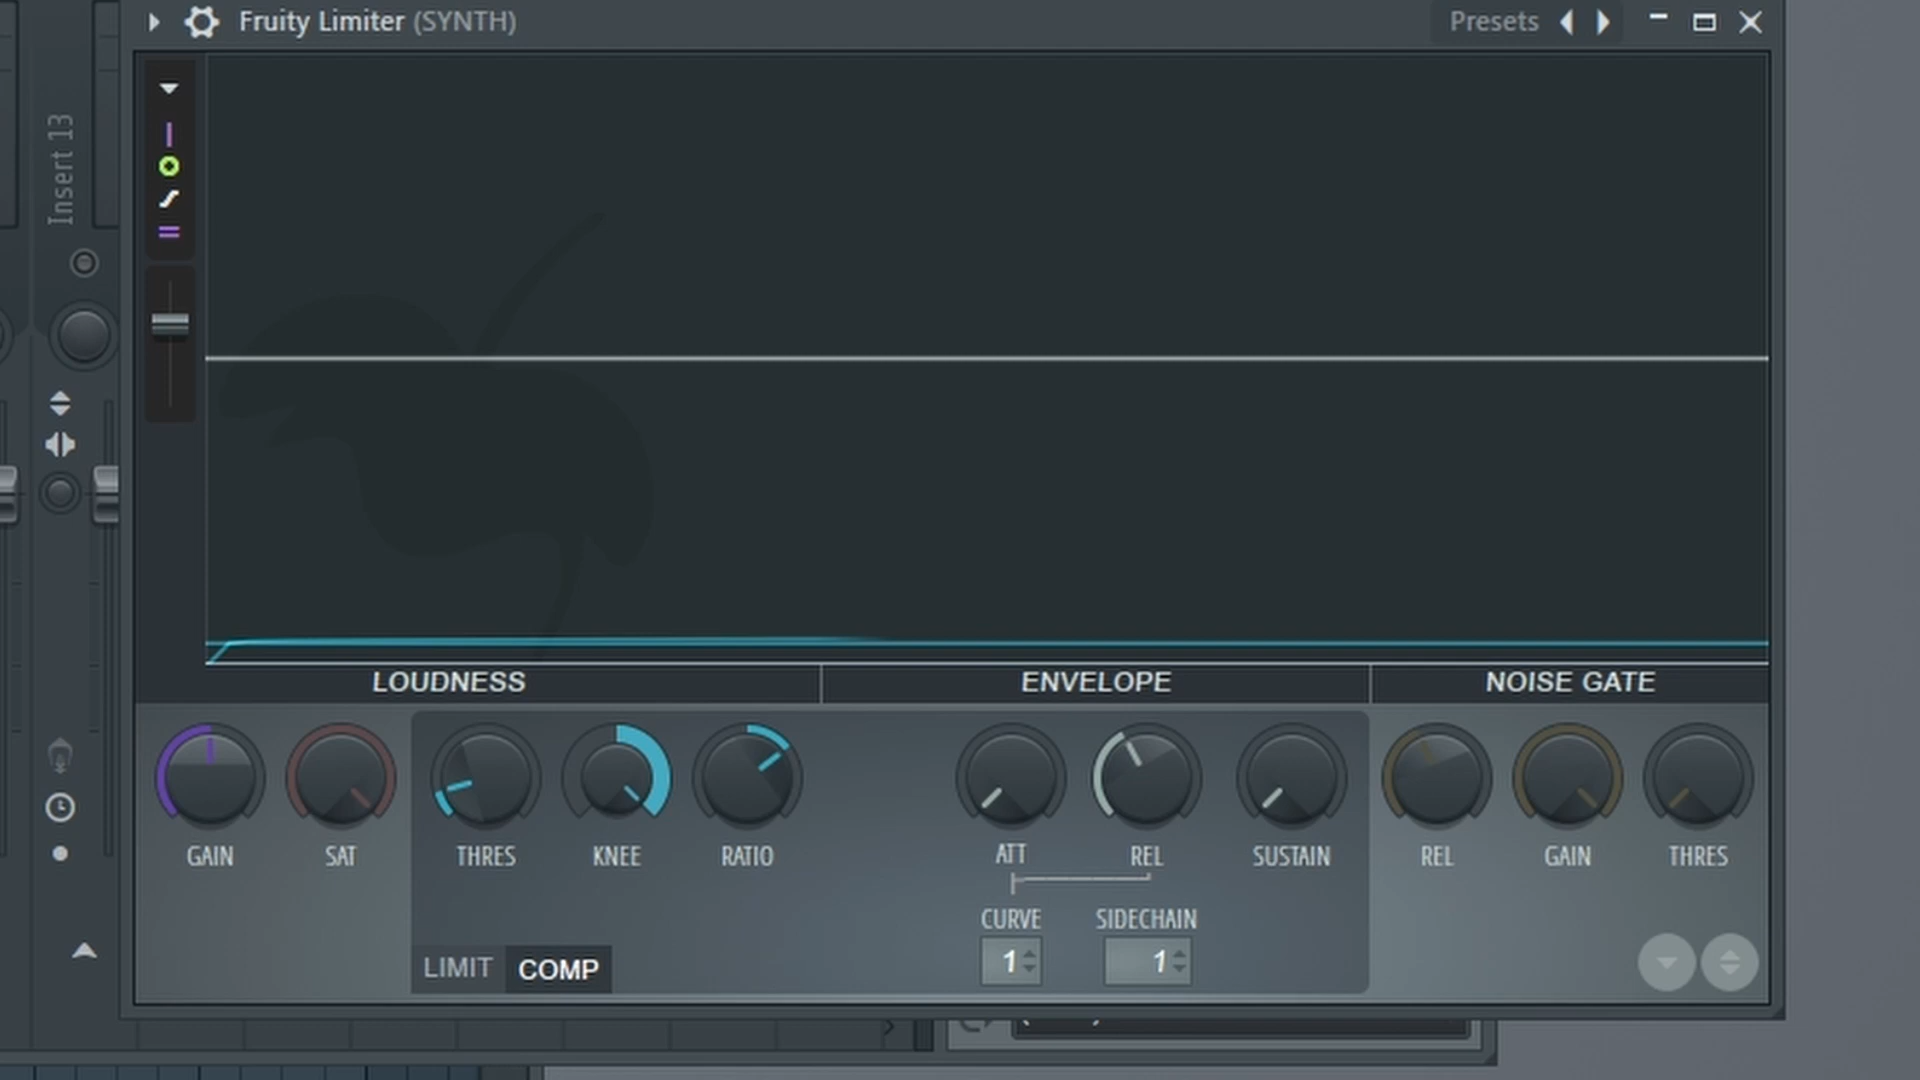 Fruity Limiter (SYNTH)
Presets
Insert 13
LOUDNESS
ENVELOPE
NOISE GATE
GAIN
SAT
THRES
KNEE
RATIO
ATT
REL
SUSTAIN
REL
GAIN
THRES
CURVE
SIDECHAIN
1
1
LIMIT
COMP